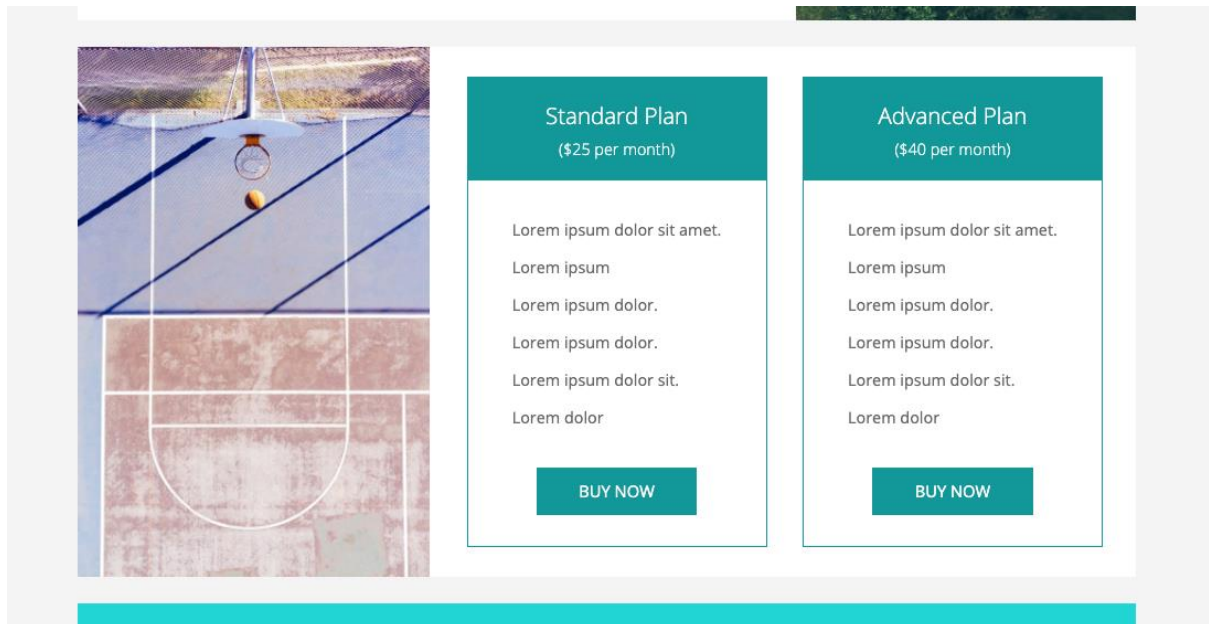 Standard Plan
($25 per month)
Lorem ipsum dolor sit amet.
Lorem ipsum
Lorem ipsum dolor.
Lorem ipsum dolor.
Lorem ipsum dolor sit.
Lorem dolor
BUY NOW
Advanced Plan
($40 per month)
Lorem ipsum dolor sit amet.
Lorem ipsum
Lorem ipsum dolor.
Lorem ipsum dolor.
Lorem ipsum dolor sit.
Lorem dolor
BUY NOW